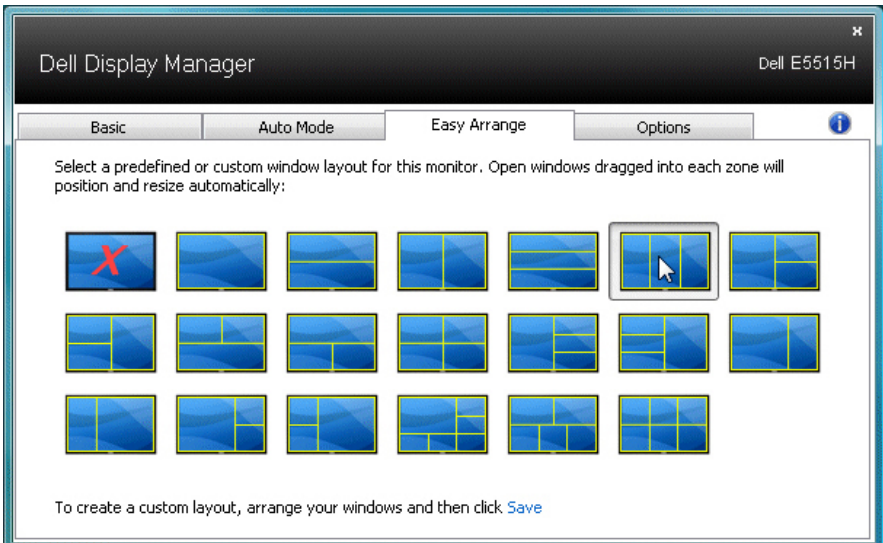 x
Dell Display Manager
Dell E5515H
Basic
Auto Mode
Easy Arrange
Options
i
Select a predefined or custom window layout for this monitor. Open windows dragged into each zone will
position and resize automatically:
X
To create a custom layout, arrange your windows and then click Save